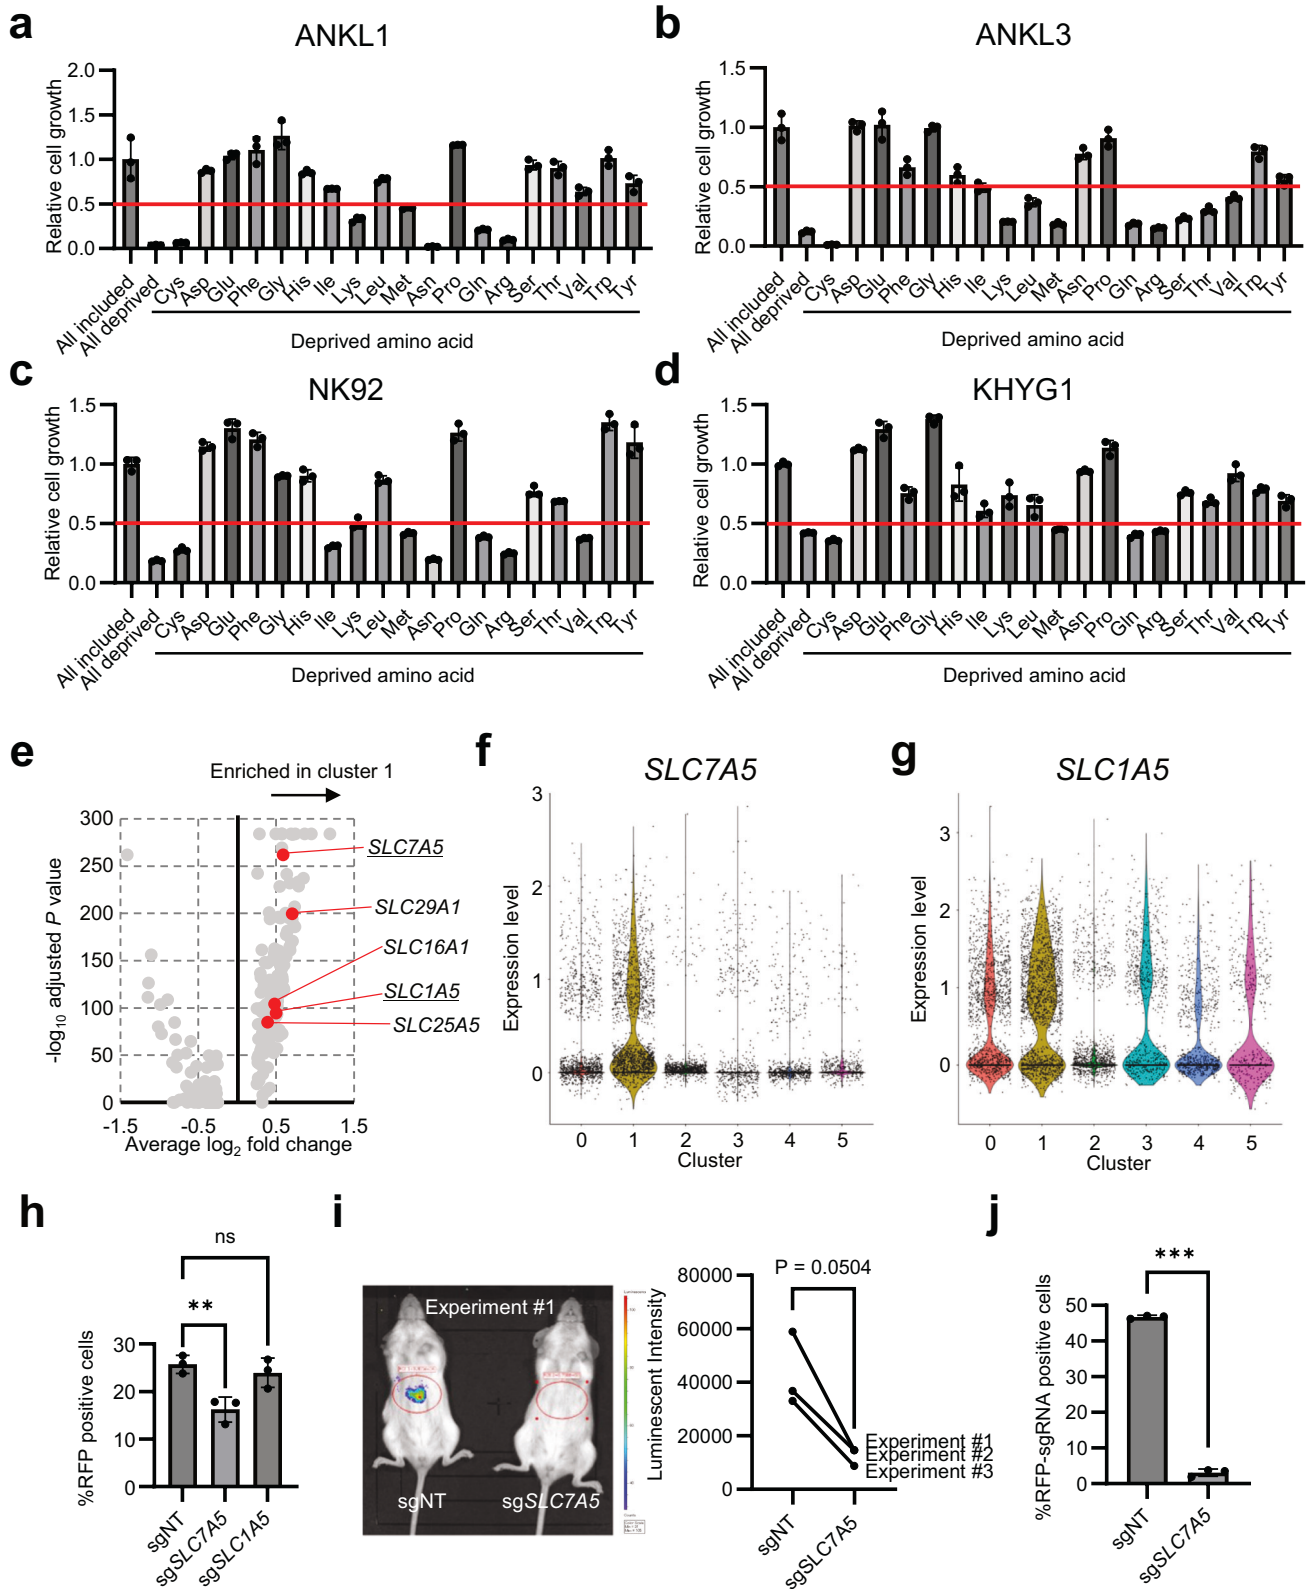 a
ANKL1
Relative cell growth
2.0
1.5
1.0
0.5
0.0
All included
All deprived
Cys
Asp
Glu
Phe
Gly
His
Ile
Lys
Leu
Met
Asn
Pro
Gln
Arg
Ser
Thr
Val
Trp
Tyr
Deprived amino acid
b
ANKL3
Relative cell growth
1.5
1.0
0.5
0.0
All included
All deprived
Cys
Asp
Glu
Phe
Gly
His
Ile
Lys
Leu
Met
Asn
Pro
Gln
Arg
Ser
Thr
Val
Trp
Tyr
Deprived amino acid
c
NK92
Relative cell growth
1.5
1.0
0.5
0.0
All included
All deprived
Cys
Asp
Glu
Phe
Gly
His
Ile
Lys
Leu
Met
Asn
Pro
Gln
Arg
Ser
Thr
Val
Trp
Tyr
Deprived amino acid
d
KHYG1
Relative cell growth
1.5
1.0
0.5
0.0
All included
All deprived
Cys
Asp
Glu
Phe
Gly
His
Ile
Lys
Leu
Met
Asn
Pro
Gln
Arg
Ser
Thr
Val
Trp
Tyr
Deprived amino acid
e
Enriched in cluster 1
-log10 adjusted P value
300
250
200
150
100
50
0
SLC7A5
SLC29A1
SLC16A1
SLC1A5
SLC25A5
-1.5
-0.5
0.5
1.5
Average log2 fold change
f
SLC7A5
Expression level
3
2
1
0
0 1 2 3 4 5
Cluster
g
SLC1A5
Expression level
3
2
1
0
0 1 2 3 4 5
Cluster
h
ns
**
%RFP positive cells
30
20
10
0
sgNT
sgSLC7A5
sgSLC1A5
i
Experiment #1
sgNT
sgSLC7A5
Luminescent Intensity
P = 0.0504
80000
60000
40000
20000
0
Experiment #1
Experiment #2
Experiment #3
sgNT
sgSLC7A5
j
***
%RFP-sgRNA positive cells
50
40
30
20
10
0
sgNT
sgSLC7A5